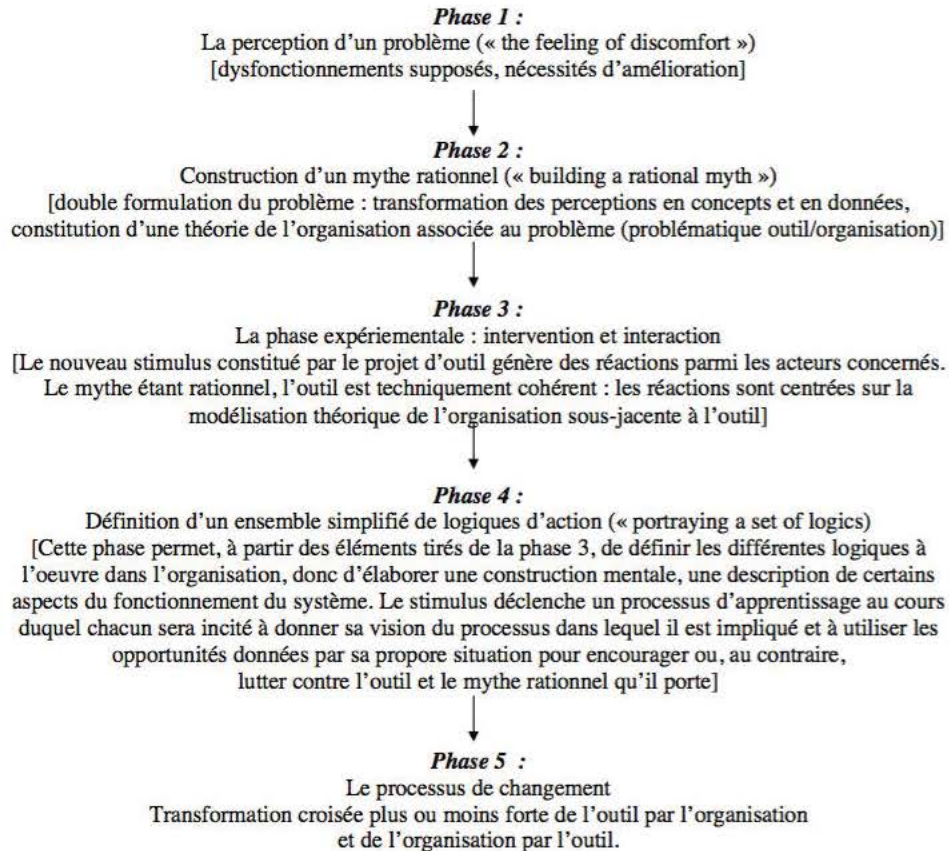 Phase 1 :
La perception d’un problème (« the feeling of discomfort »)
[dysfonctionnements supposés, nécessités d’amélioration]
Phase 2 :
Construction d’un mythe rationnel (« building a rational myth »)
[double formulation du problème : transformation des perceptions en concepts et en données,
constitution d’une théorie de l’organisation associée au problème (problématique outil/organisation)]
Phase 3 :
La phase expériementale : intervention et interaction
[Le nouveau stimulus constitué par le projet d’outil génère des réactions parmi les acteurs concernés.
Le mythe étant rationnel, l’outil est techniquement cohérent : les réactions sont centrées sur la
modélisation théorique de l’organisation sous-jacente à l’outil]
Phase 4 :
Définition d’un ensemble simplifié de logiques d’action (« portraying a set of logics)
[Cette phase permet, à partir des éléments tirés de la phase 3, de définir les différentes logiques à
l’oeuvre dans l’organisation, donc d’élaborer une construction mentale, une description de certains
aspects du fonctionnement du système. Le stimulus déclenche un processus d’apprentissage au cours
duquel chacun sera incité à donner sa vision du processus dans lequel il est impliqué et à utiliser les
opportunités données par sa propore situation pour encourager ou, au contraire,
lutter contre l’outil et le mythe rationnel qu’il porte]
Phase 5 :
Le processus de changement
Transformation croisée plus ou moins forte de l’outil par l’organisation
et de l’organisation par l’outil.